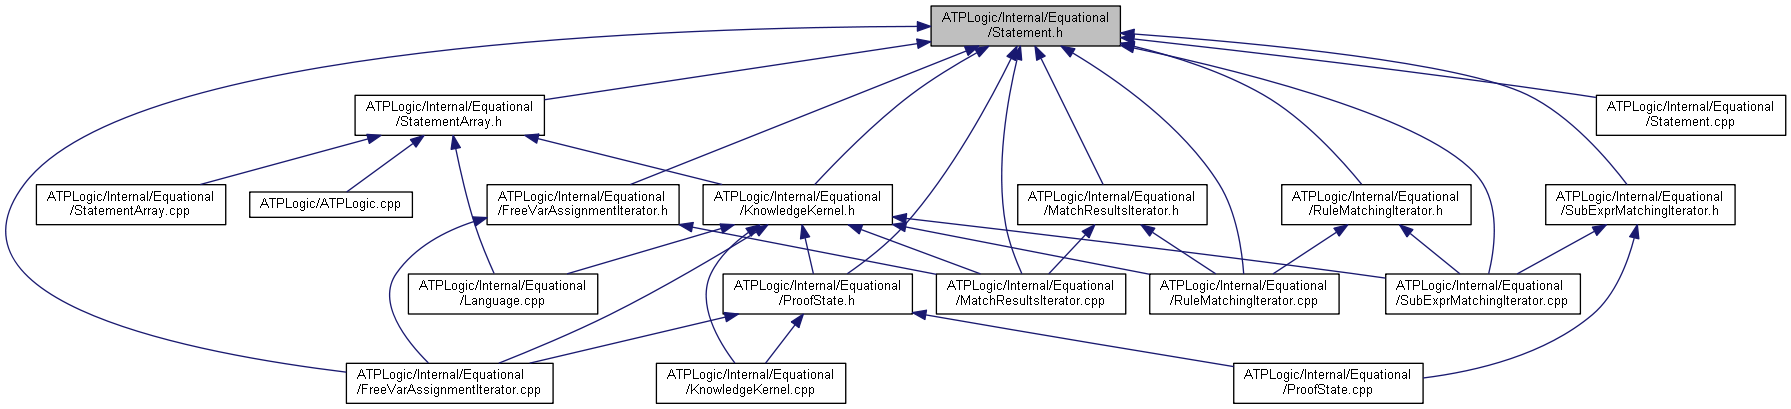 ATPLogic/Internal/Equational
/Statement.h
ATPLogic/Internal/Equational
/StatementArray.h
ATPLogic/Internal/Equational
/Statement.cpp
ATPLogic/Internal/Equational
/StatementArray.cpp
ATPLogic/ATPLogic.cpp
ATPLogic/Internal/Equational
/FreeVarAssignmentIterator.h
ATPLogic/Internal/Equational
/KnowledgeKernel.h
ATPLogic/Internal/Equational
/MatchResultsIterator.h
ATPLogic/Internal/Equational
/RuleMatchingIterator.h
ATPLogic/Internal/Equational
/SubExprMatchingIterator.h
ATPLogic/Internal/Equational
/Language.cpp
ATPLogic/Internal/Equational
/ProofState.h
ATPLogic/Internal/Equational
/MatchResultsIterator.cpp
ATPLogic/Internal/Equational
/RuleMatchingIterator.cpp
ATPLogic/Internal/Equational
/SubExprMatchingIterator.cpp
ATPLogic/Internal/Equational
/FreeVarAssignmentIterator.cpp
ATPLogic/Internal/Equational
/KnowledgeKernel.cpp
ATPLogic/Internal/Equational
/ProofState.cpp